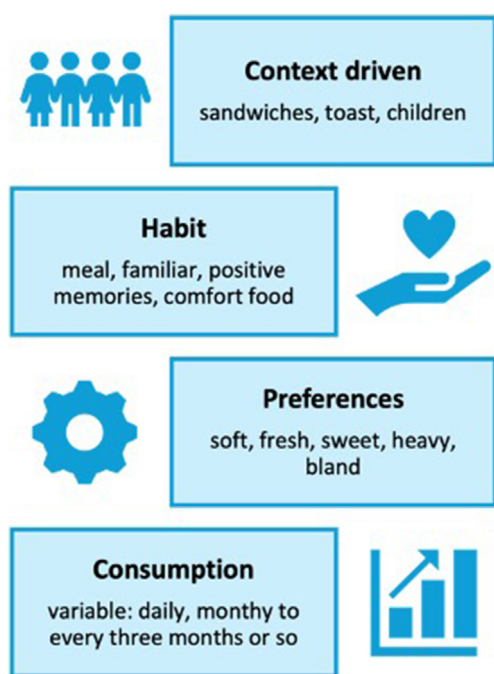 Context driven
sandwiches, toast, children
Habit
meal, familiar, positive
memories, comfort food
Preferences
soft, fresh, sweet, heavy,
bland
Consumption
variable: daily, monthy to
every three months or so